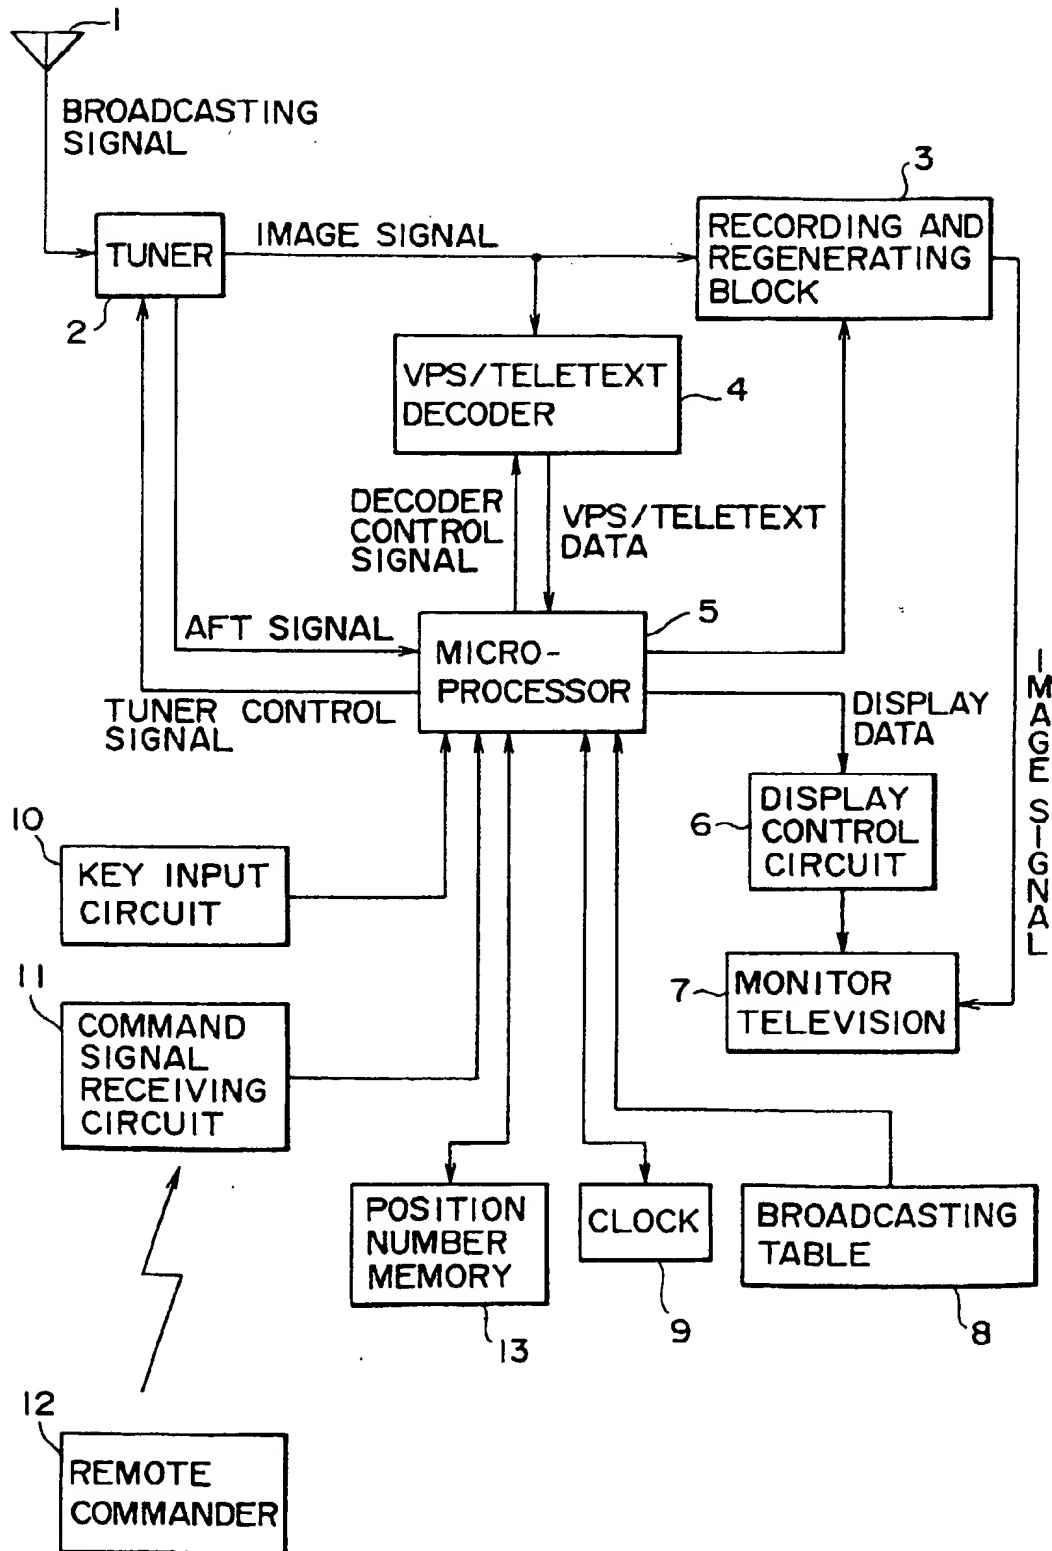 1
BROADCASTING
SIGNAL
3
TUNER
2
IMAGE SIGNAL
RECORDING AND
REGENERATING
BLOCK
VPS/TELETEXT
DECODER
4
DECODER
CONTROL
SIGNAL
VPS/TELETEXT
DATA
AFT SIGNAL
5
MICRO-
PROCESSOR
TUNER CONTROL
SIGNAL
DISPLAY
DATA
IMAGE SIGNAL
6
DISPLAY
CONTROL
CIRCUIT
10
KEY INPUT
CIRCUIT
7
MONITOR
TELEVISION
11
COMMAND
SIGNAL
RECEIVING
CIRCUIT
POSITION
NUMBER
MEMORY
13
CLOCK
9
BROADCASTING
TABLE
8
12
REMOTE
COMMANDER